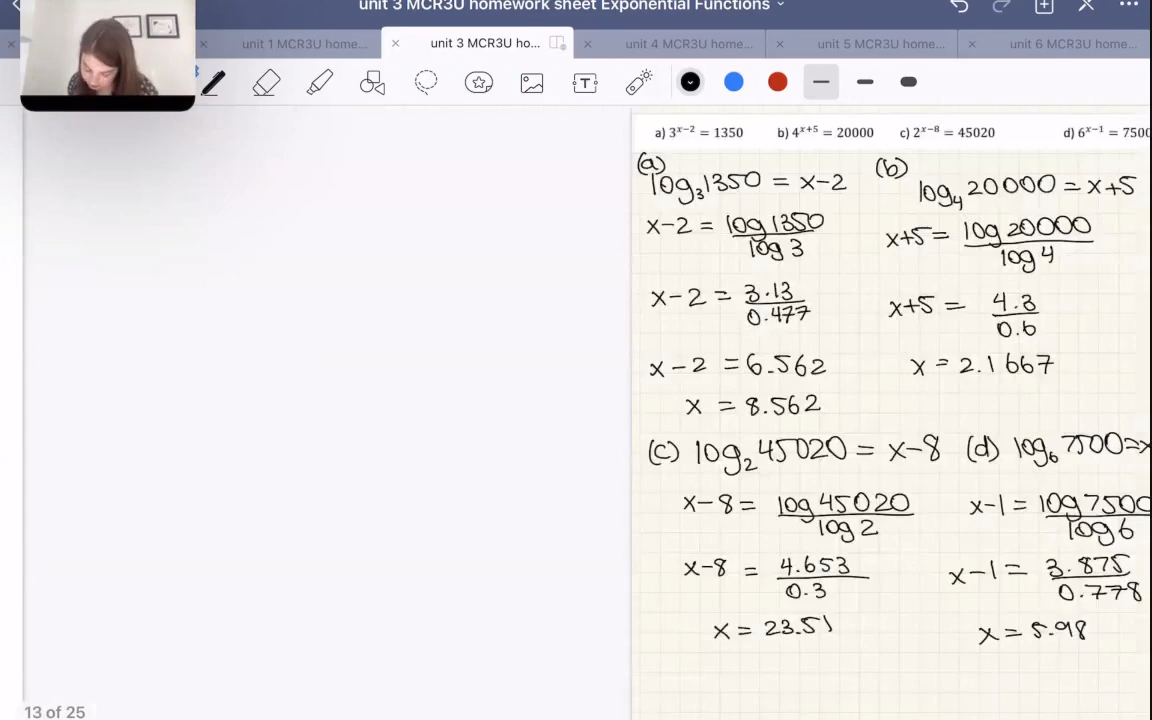 unit 3 MCR3U homework sheet Exponential Functions
unit 1 MCR3U home...
unit 3 MCR3U ho...
unit 4 MCR3U home...
unit 5 MCR3U home...
unit 6 MCR3U home...
a) 3^{x−2} = 1350 b) 4^{x+5} = 20000 c) 2^{x−8} = 45020 d) 6^{x−1} = 7500
(a)
log₃1350 = x-2
x-2 = log 1350 / log 3
x-2 = 3.13 / 0.477
x-2 = 6.562
x = 8.562
(b)
log₄20000 = x+5
x+5 = log 20000 / log 4
x+5 = 4.3 / 0.6
x = 2.1667
(c) log₂45020 = x-8
x-8 = log 45020 / log 2
x-8 = 4.653 / 0.3
x = 23.51
(d) log₆7500 = x
x-1 = log 7500 / log 6
x-1 = 3.875 / 0.778
x = 5.98
13 of 25